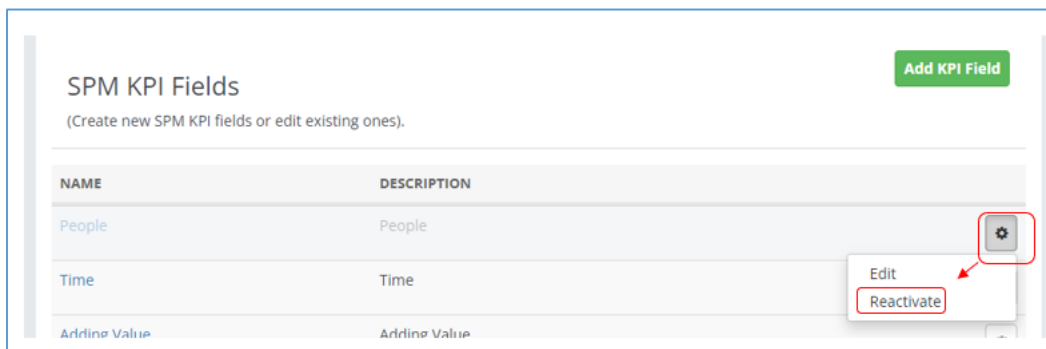 Add KPI Field
SPM KPI Fields
(Create new SPM KPI fields or edit existing ones).
NAME DESCRIPTION
People People
Time Time
Edit
Reactivate
Adding Value Adding Value